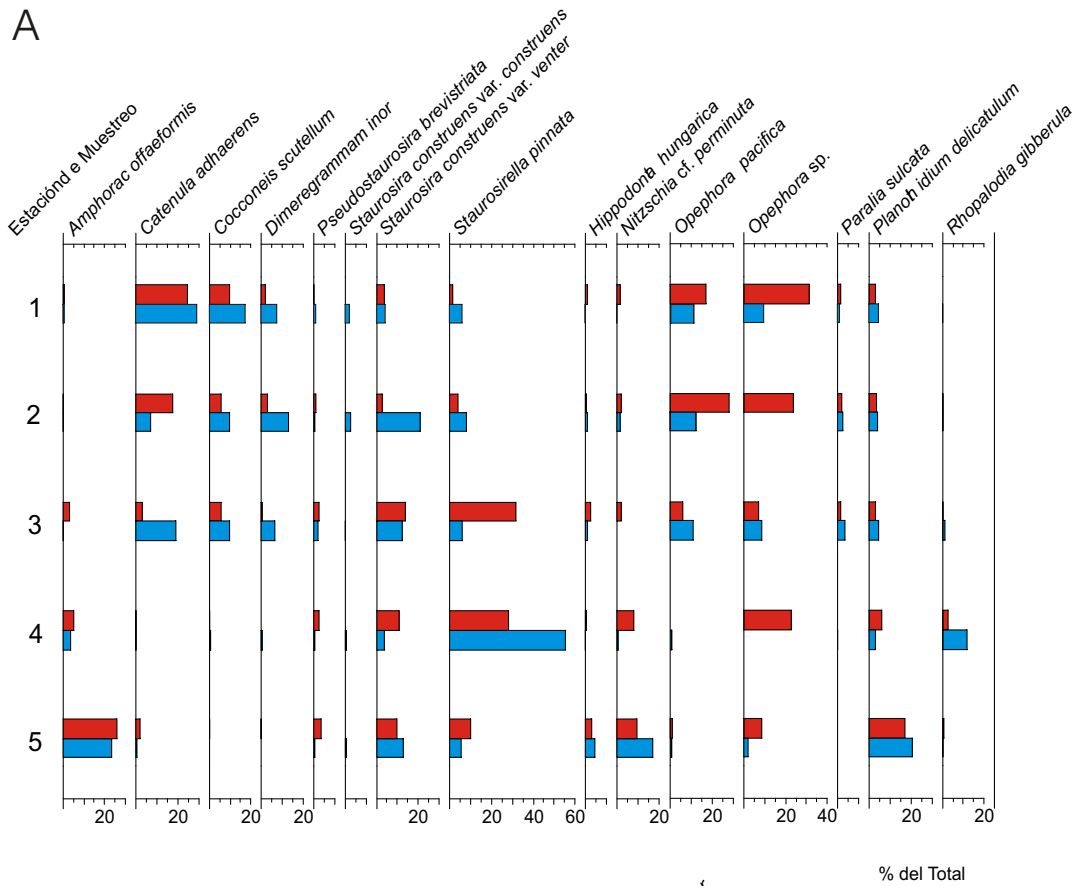 A
Estaciónd e Muestreo
Amphorac offaeformis
Catenula adhaerens
Cocconeis scutellum
Dimeregrammam inor
Pseudostaurosira brevistriata
Staurosira construens var. construens
Staurosira construens var. venter
Staurosirella pinnata
Hippodonta hungarica
Nitzschia cf. perminuta
Opephora pacifica
Opephora sp.
Paralia sulcata
Planoth idium delicatulum
Rhopalodia gibberula
1
2
3
4
5
20 20 20 20 20 40 60 20 20 20 40 20 20
% del Total